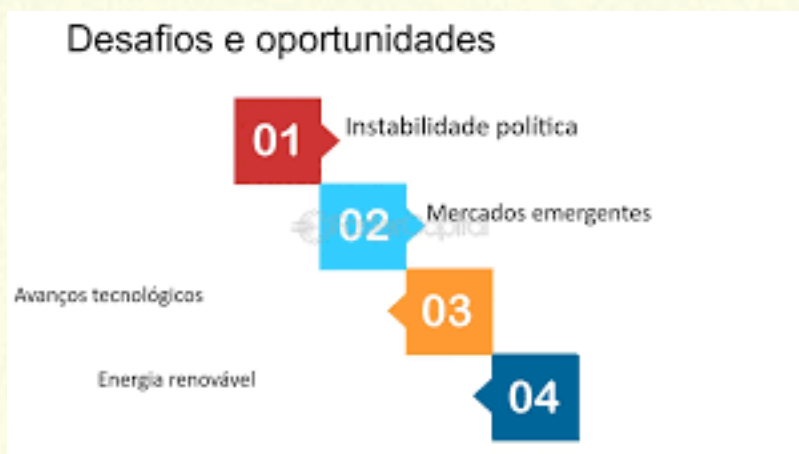 Desafios e oportunidades
01
Instabilidade política
02
Mercados emergentes
Avanços tecnológicos
03
Energia renovável
04